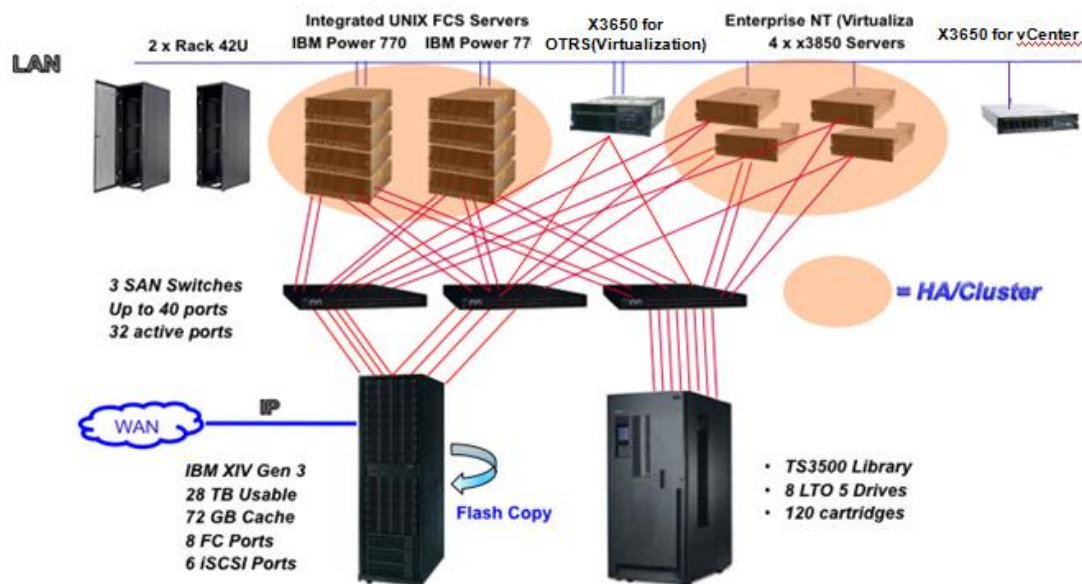 Integrated UNIX FCS Servers
IBM Power 770
IBM Power 77
X3650 for
OTRS(Virtualization)
Enterprise NT (Virtualiza
4 x x3850 Servers
X3650 for vCenter
2 x Rack 42U
LAN
3 SAN Switches
Up to 40 ports
32 active ports
= HA/Cluster
IP
WAN
IBM XIV Gen 3
28 TB Usable
72 GB Cache
8 FC Ports
6 iSCSI Ports
Flash Copy
• TS3500 Library
• 8 LTO 5 Drives
• 120 cartridges